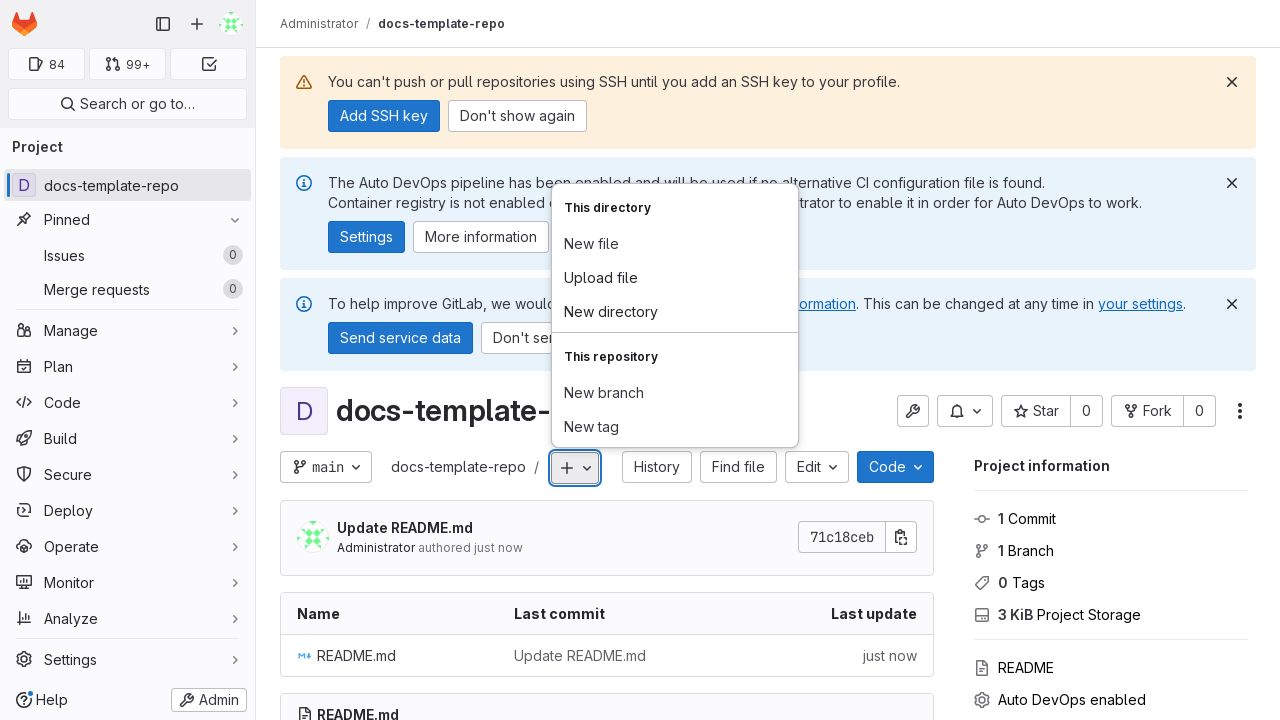 84
99+
Search or go to…
Project
D docs-template-repo
Pinned
Issues 0
Merge requests 0
Manage
Plan
Code
Build
Secure
Deploy
Operate
Monitor
Analyze
Settings
Help
Admin
Administrator / docs-template-repo
You can't push or pull repositories using SSH until you add an SSH key to your profile.
Add SSH key Don't show again
The Auto DevOps pipeline has been enabled and will be used if no alternative CI configuration file is found.
Container registry is not enabled
trator to enable it in order for Auto DevOps to work.
Settings More information
To help improve GitLab, we would
ormation. This can be changed at any time in your settings.
Send service data Don't sen
This directory
New file
Upload file
New directory
This repository
New branch
New tag
D docs-template-
Star 0
Fork 0
main
docs-template-repo /
History
Find file
Edit
Code
Update README.md
Administrator authored just now
71c18ceb
Name Last commit Last update
README.md Update README.md just now
README.md
Project information
1 Commit
1 Branch
0 Tags
3 KiB Project Storage
README
Auto DevOps enabled